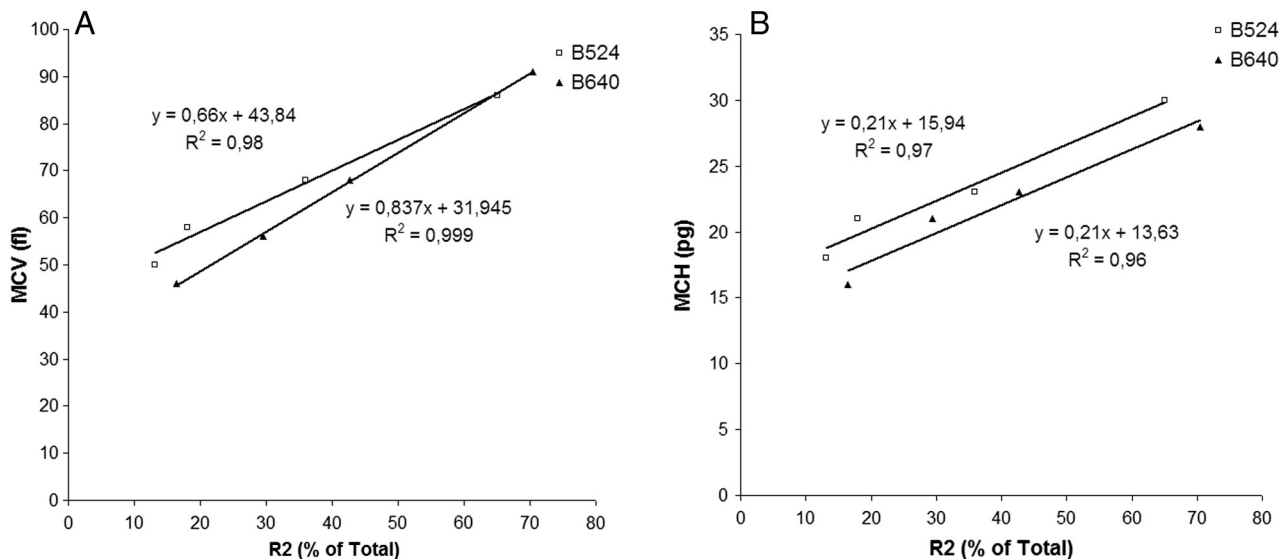 A
100
90
80
70
60
50
40
30
20
10
0
MCV (fl)
y = 0,66x + 43,84
R2 = 0,98
y = 0,837x + 31,945
R2 = 0,999
B524
B640
0 10 20 30 40 50 60 70 80
R2 (% of Total)
B
35
30
25
20
15
10
5
0
MCH (pg)
y = 0,21x + 15,94
R2 = 0,97
y = 0,21x + 13,63
R2 = 0,96
B524
B640
0 10 20 30 40 50 60 70 80
R2 (% of Total)